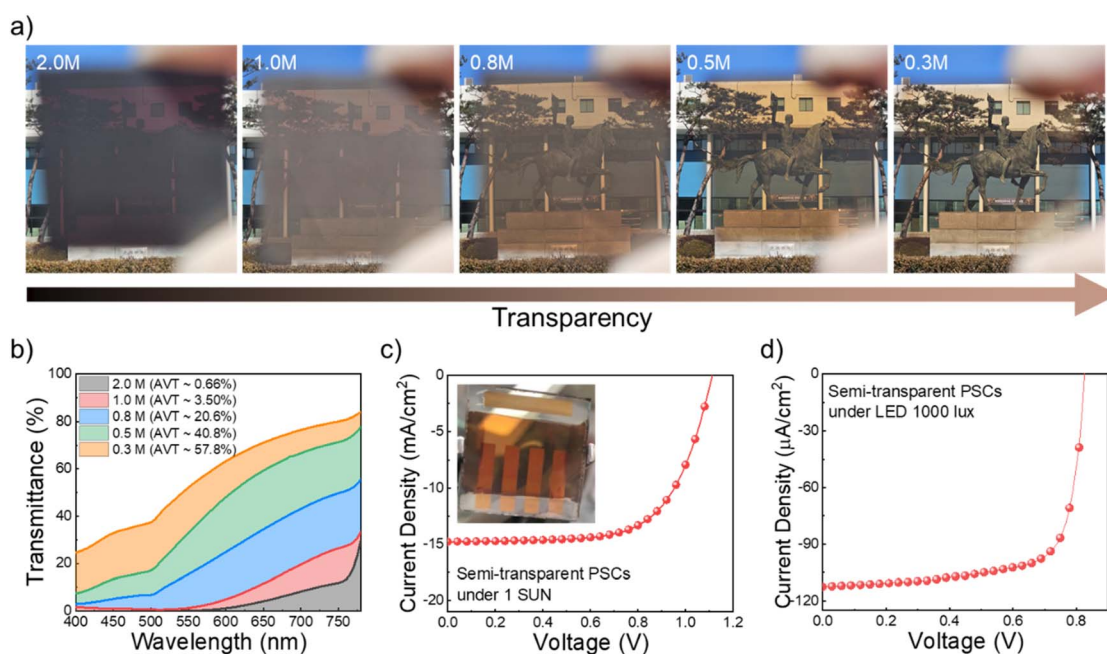 a)
2.0M
1.0M
0.8M
0.5M
0.3M
Transparency
b)
Transmittance (%)
100
80
60
40
20
0
2.0 M (AVT ~ 0.66%)
1.0 M (AVT ~ 3.50%)
0.8 M (AVT ~ 20.6%)
0.5 M (AVT ~ 40.8%)
0.3 M (AVT ~ 57.8%)
400 450 500 550 600 650 700 750
Wavelength (nm)
c)
Current Density (mA/cm²)
0
-5
-10
-15
-20
Semi-transparent PSCs
under 1 SUN
0.0 0.2 0.4 0.6 0.8 1.0 1.2
Voltage (V)
d)
Current Density (μA/cm²)
0
-30
-60
-90
-120
Semi-transparent PSCs
under LED 1000 lux
0.0 0.2 0.4 0.6 0.8
Voltage (V)